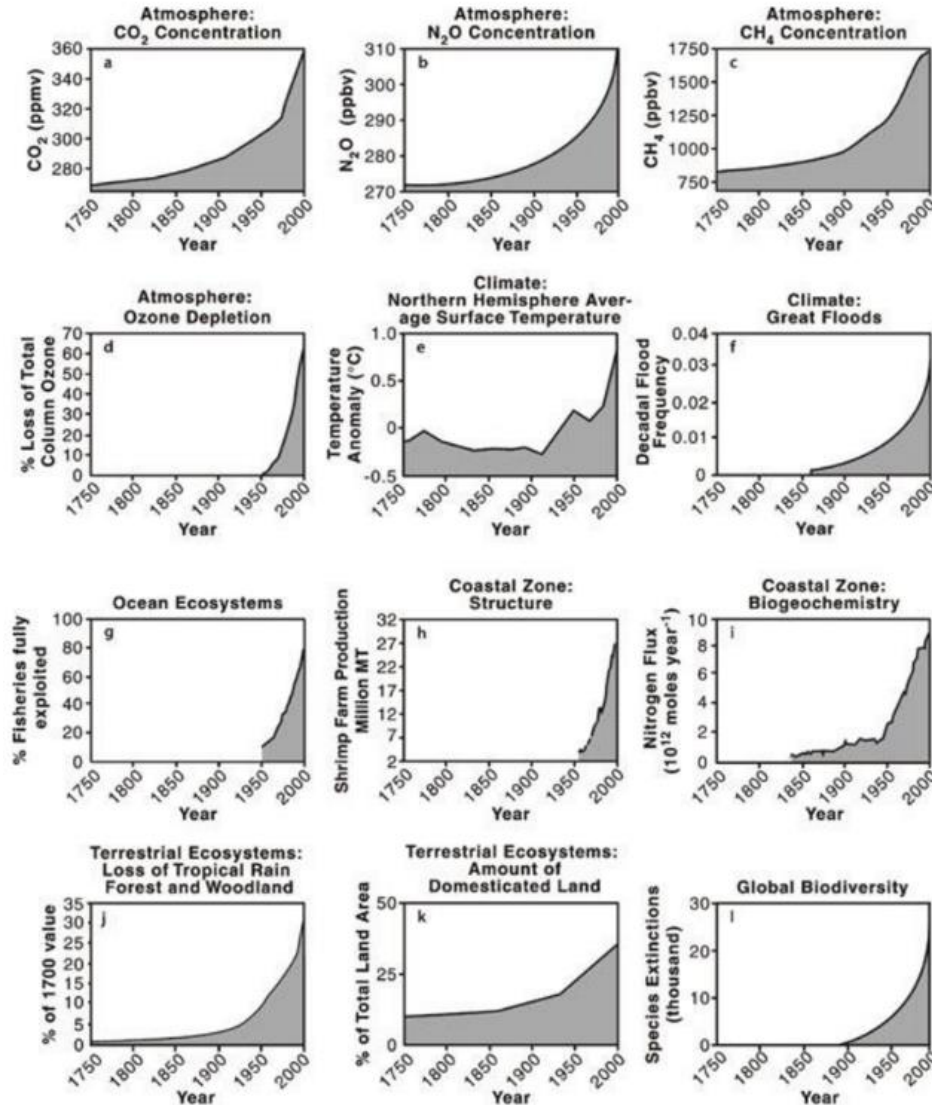 Atmosphere:
CO₂ Concentration
a
CO₂ (ppmv)
360
340
320
300
280
1750
1800
1850
1900
1950
2000
Year
Atmosphere:
N₂O Concentration
b
N₂O (ppbv)
310
300
290
280
270
1750
1800
1850
1900
1950
2000
Year
Atmosphere:
CH₄ Concentration
c
CH₄ (ppbv)
1750
1500
1250
1000
750
1750
1800
1850
1900
1950
2000
Year
Atmosphere:
Ozone Depletion
d
% Loss of Total
Column Ozone
70
60
50
40
30
20
10
0
1750
1800
1850
1900
1950
2000
Year
Climate:
Northern Hemisphere Aver-
age Surface Temperature
e
Temperature
Anomaly (°C)
1.0
0.5
0
-0.5
1750
1800
1850
1900
1950
2000
Year
Climate:
Great Floods
f
Decadal Flood
Frequency
0.04
0.03
0.02
0.01
0
1750
1800
1850
1900
1950
2000
Year
Ocean Ecosystems
g
% Fisheries fully
exploited
100
80
60
40
20
0
1750
1800
1850
1900
1950
2000
Year
Coastal Zone:
Structure
h
Shrimp Farm Production
Million MT
32
27
22
17
12
7
2
1750
1800
1850
1900
1950
2000
Year
Coastal Zone:
Biogeochemistry
i
Nitrogen Flux
(10¹² moles year⁻¹)
10
8
6
4
2
0
1750
1800
1850
1900
1950
2000
Year
Terrestrial Ecosystems:
Loss of Tropical Rain
Forest and Woodland
j
% of 1700 value
35
30
25
20
15
10
5
0
1750
1800
1850
1900
1950
2000
Year
Terrestrial Ecosystems:
Amount of
Domesticated Land
k
% of Total Land Area
50
25
0
1750
1800
1850
1900
1950
2000
Year
Global Biodiversity
l
Species Extinctions
(thousand)
30
20
10
0
1750
1800
1850
1900
1950
2000
Year